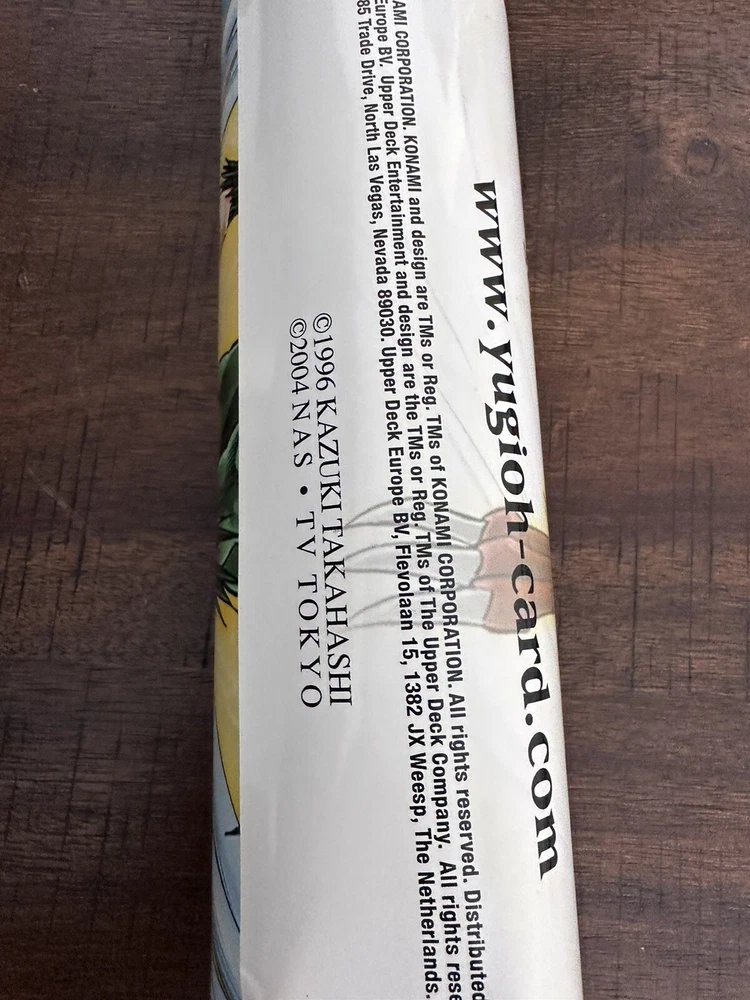 www.yugioh-card.com
AMI CORPORATION. KONAMI and design are TMs or Reg. TMs of KONAMI CORPORATION. All rights reserved. Distributed
Europe BV. Upper Deck Entertainment and design are the TMs or Reg. TMs of The Upper Deck Company. All rights rese
85 Trade Drive, North Las Vegas, Nevada 89030. Upper Deck Europe BV, Flevolaan 15, 1382 JX Weesp, The Netherlands.
©1996 KAZUKI TAKAHASHI
©2004 NAS • TV TOKYO